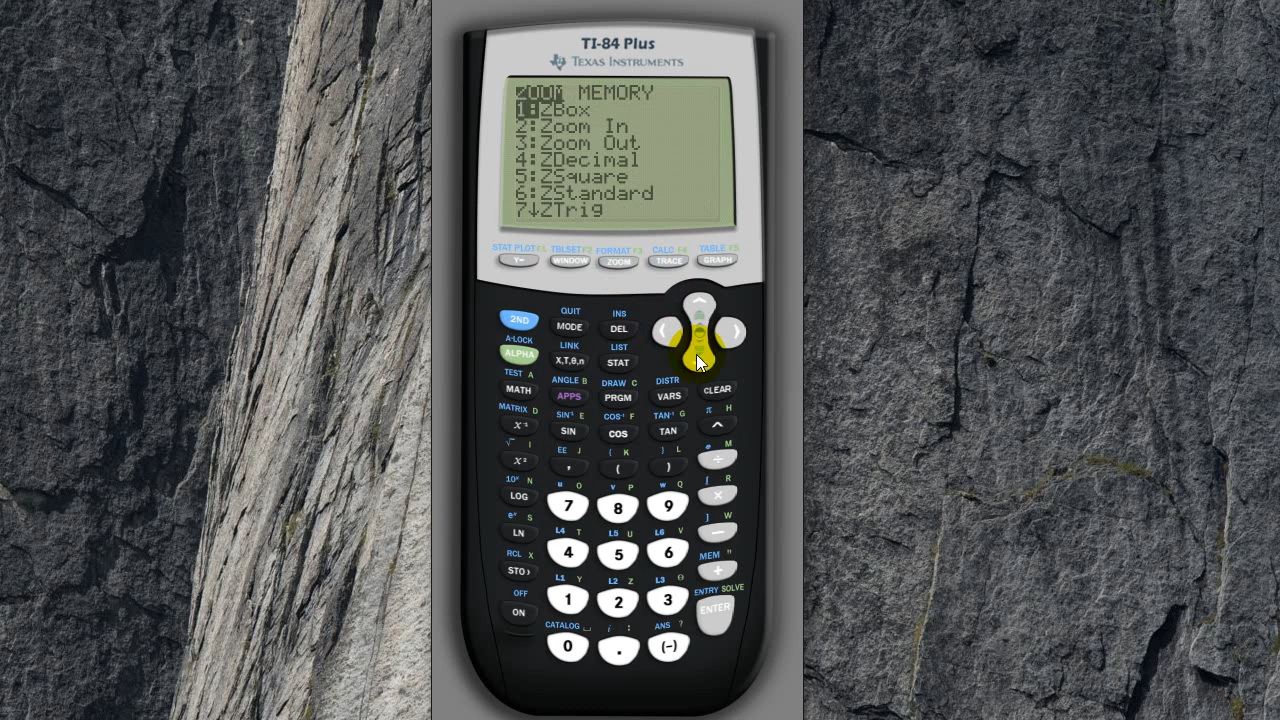 TI-84 Plus
TEXAS INSTRUMENTS
ZOOM MEMORY
1:ZBox
2:Zoom In
3:Zoom Out
4:ZDecimal
5:ZSquare
6:ZStandard
7↓ZTrig
STAT PLOT F1 TBLSET F2 FORMAT F3 CALC F4 TABLE F5
Y= WINDOW ZOOM TRACE GRAPH
QUIT INS
2ND MODE DEL
A-LOCK LINK LIST
ALPHA X,T,θ,n STAT
TEST A ANGLE B DRAW C DISTR
MATH APPS PRGM VARS CLEAR
MATRIX D SIN⁻¹ E COS⁻¹ F TAN⁻¹ G π H
x⁻¹ SIN COS TAN ^
√ I EE J { K } L e M
x² , ( ) ÷
10ˣ N u O v P w Q [ R
LOG 7 8 9 ×
eˣ S L4 T L5 U L6 V ] W
LN 4 5 6 −
RCL X L1 Y L2 Z L3 θ MEM "
STO› 1 2 3 +
OFF CATALOG ⎵ i : ANS ? ENTRY SOLVE
ON 0 . (−) ENTER